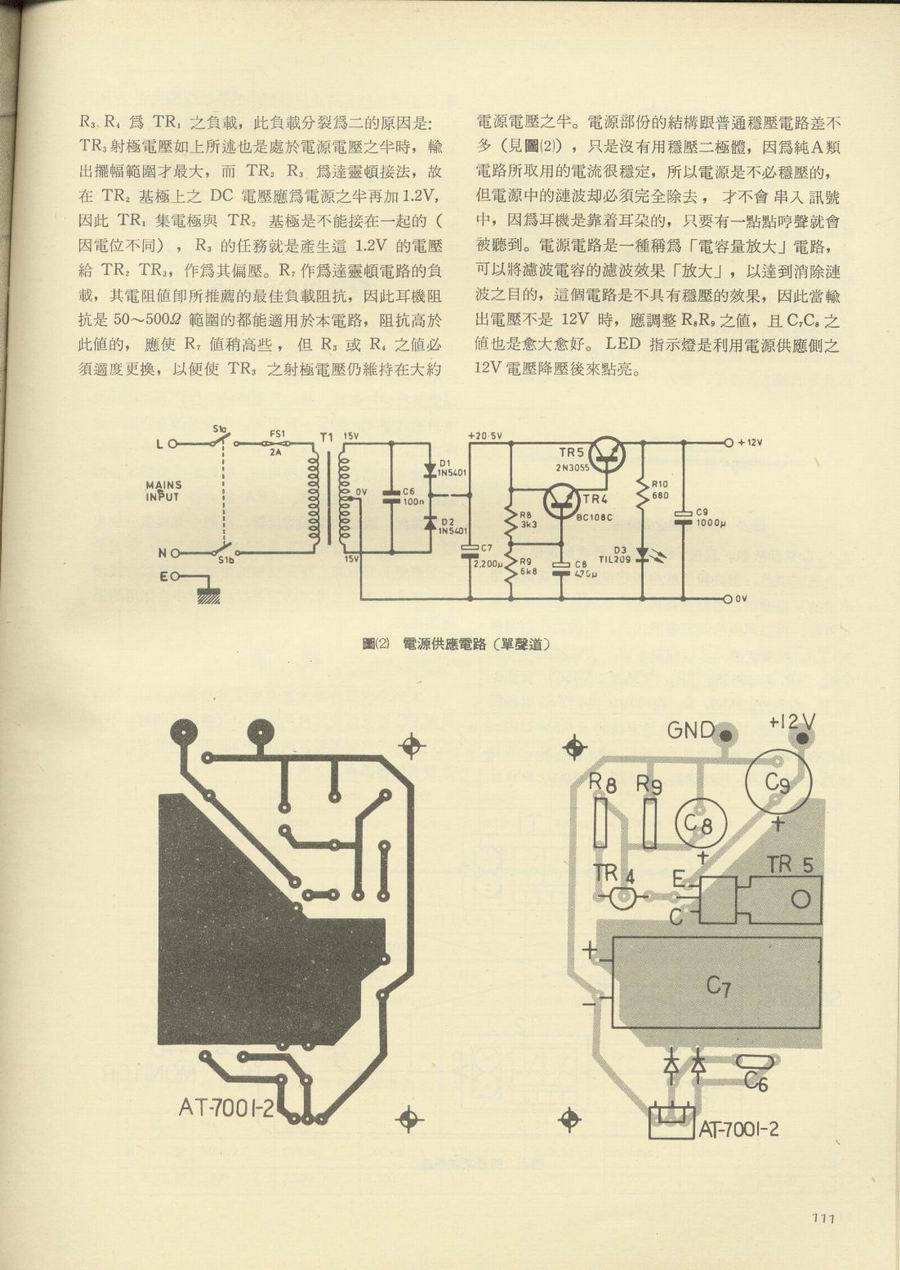 R₃ R₄ 爲 TR₁ 之負載，此負載分裂爲二的原因是:
TR₃射極電壓如上所述也是處於電源電壓之半時，輸
出擺幅範圍才最大，而 TR₂ R₃ 爲達靈頓接法，故
在 TR₂ 基極上之 DC 電壓應爲電源之半再加1.2V,
因此 TR₁ 集電極與 TR₂ 基極是不能接在一起的（
因電位不同），R₃ 的任務就是產生這 1.2V 的電壓
給 TR₂ TR₃，作爲其偏壓。R₇作爲達靈頓電路的負
載，其電阻值卽所推薦的最佳負載阻抗，因此耳機阻
抗是 50～500Ω 範圍的都能適用於本電路，阻抗高於
此值的，應使 R₇ 值稍高些，但 R₃ 或 R₄ 之值必
須適度更換，以便使 TR₃ 之射極電壓仍維持在大約
電源電壓之半。電源部份的結構跟普通穩壓電路差不
多（見圖⑵），只是沒有用穩壓二極體，因爲純A類
電路所取用的電流很穩定，所以電源是不必穩壓的，
但電源中的漣波却必須完全除去，才不會串入訊號
中，因爲耳機是靠着耳朶的，只要有一點點哼聲就會
被聽到。電源電路是一種稱爲「電容量放大」電路，
可以將濾波電容的濾波效果「放大」，以達到消除漣
波之目的，這個電路是不具有穩壓的效果，因此當輸
出電壓不是 12V 時，應調整 R₈R₉ 之值，且 C₇C₈ 之
値也是愈大愈好。LED 指示燈是利用電源供應側之
12V 電壓降壓後來點亮。
L
S1a
FS1
2A
T1
15V
+20·5V
TR5
2N3055
+12V
MAINS
INPUT
0V
C6
100n
D1
1N5401
D2
1N5401
TR4
BC108C
R8
3k3
R10
680
C9
1000µ
N
S1b
15V
C7
2,200µ
R9
6k8
C8
470µ
D3
TIL209
E
0V
圖⑵ 電源供應電路（單聲道）
GND
+12V
R8
R9
C8
+
C9
+
TR 4
E
C
TR 5
+
−
C7
C6
AT-7001-2
AT-7001-2
111